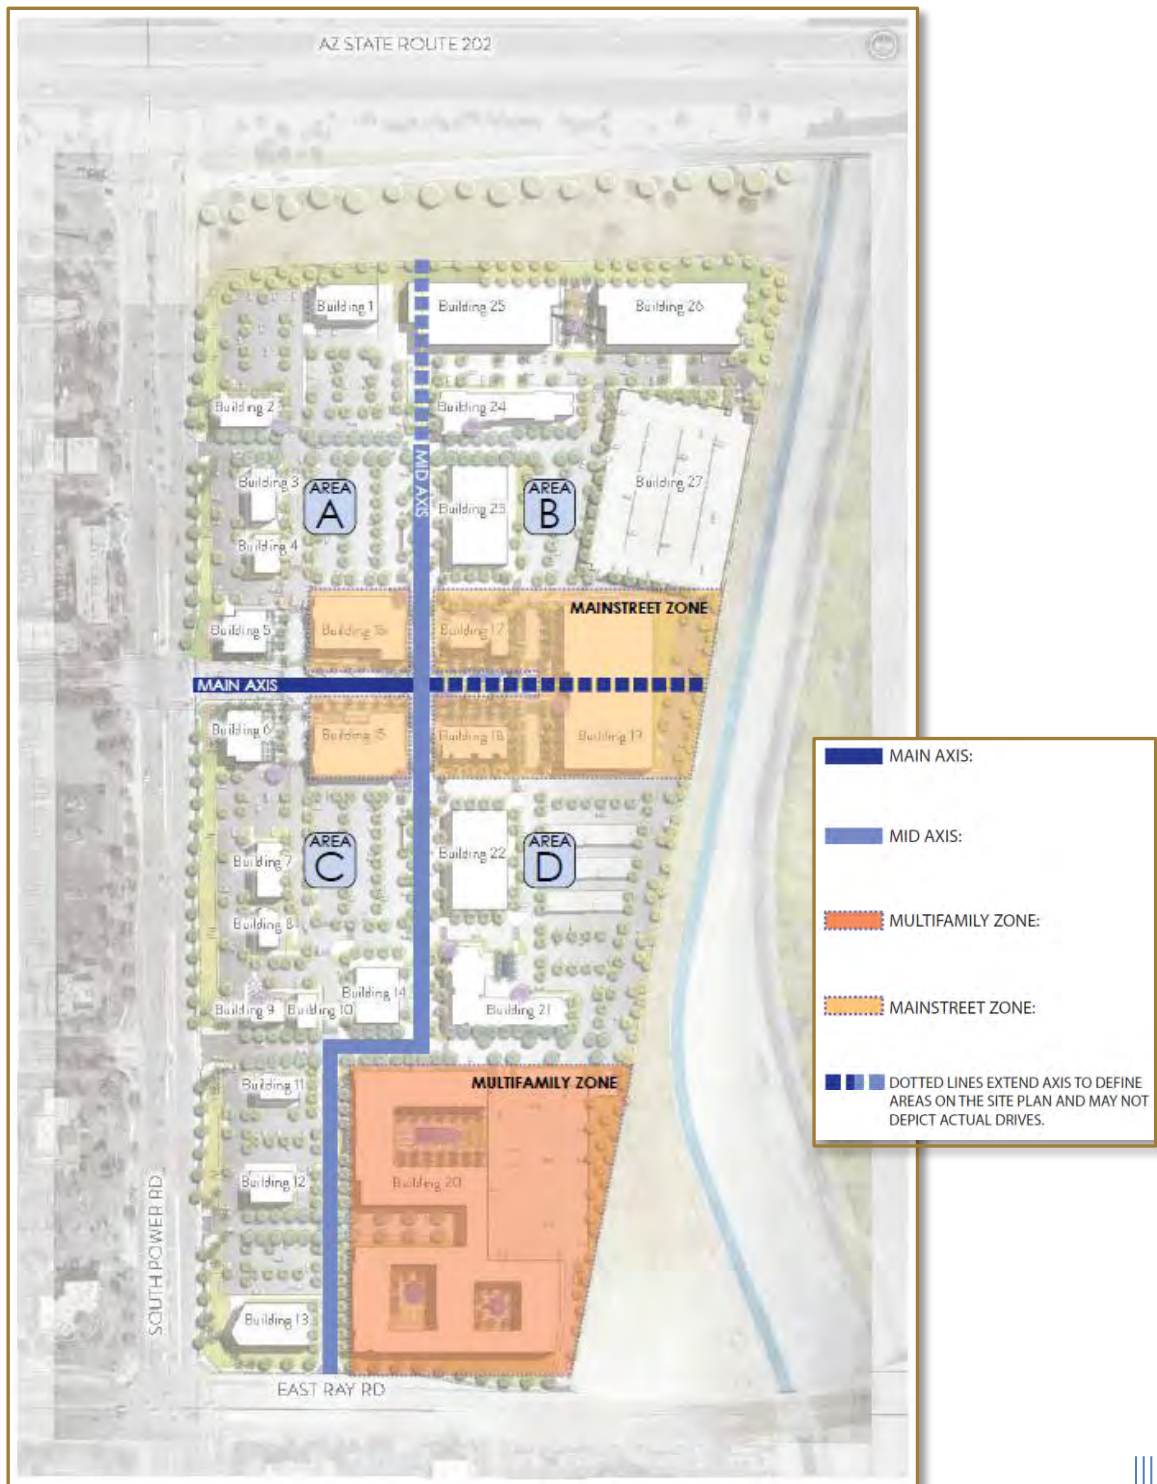 AZ STATE ROUTE 202
Building 1
Building 25
Building 26
Building 2
Building 24
MID AXIS
Building 3
AREA
A
Building 23
AREA
B
Building 27
Building 4
MAINSTREET ZONE
Building 5
Building 16
Building 17
MAIN AXIS
Building 6
Building 15
Building 18
Building 19
AREA
C
Building 7
Building 22
AREA
D
Building 8
Building 14
Building 9
Building 10
Building 21
Building 11
MULTIFAMILY ZONE
Building 12
Building 20
SOUTH POWER RD
Building 13
EAST RAY RD
MAIN AXIS:
MID AXIS:
MULTIFAMILY ZONE:
MAINSTREET ZONE:
DOTTED LINES EXTEND AXIS TO DEFINE
AREAS ON THE SITE PLAN AND MAY NOT
DEPICT ACTUAL DRIVES.